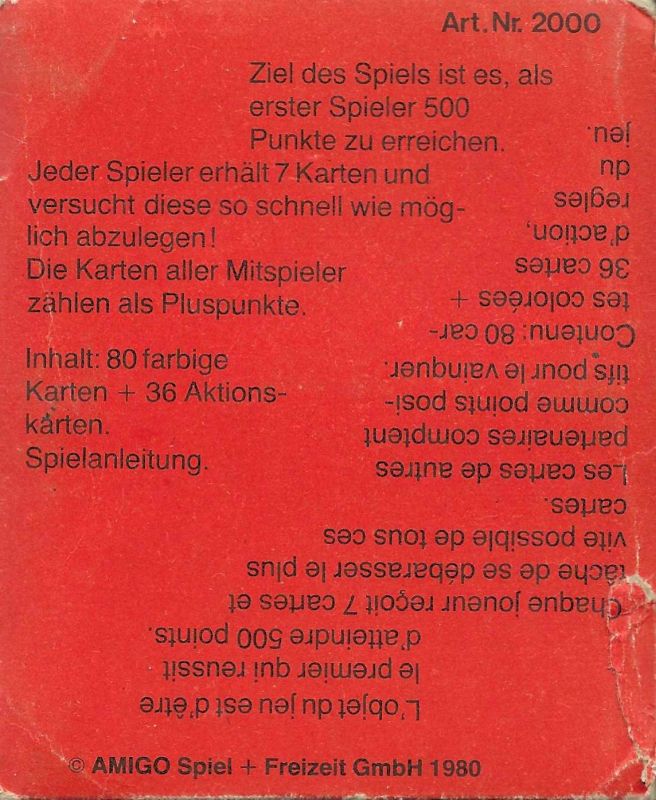 Art.Nr. 2000
Ziel des Spiels ist es, als
erster Spieler 500
Punkte zu erreichen.
Jeder Spieler erhält 7 Karten und
versucht diese so schnell wie mög-
lich abzulegen!
Die Karten aller Mitspieler
zählen als Pluspunkte.
Inhalt: 80 farbige
Karten + 36 Aktions-
karten.
Spielanleitung.
L'objet du jeu est d'être
le premier qui reussit
d'atteindre 500 points.
Chaque joueur reçoit 7 cartes et
tâche de se débarasser le plus
vite possible de tous ces
cartes.
Les cartes de autres
partenaires comptent
comme points posi-
tifs pour le vainquer.
Contenu: 80 car-
tes colorées +
36 cartes
d'action,
regles
du
jeu.
© AMIGO Spiel + Freizeit GmbH 1980